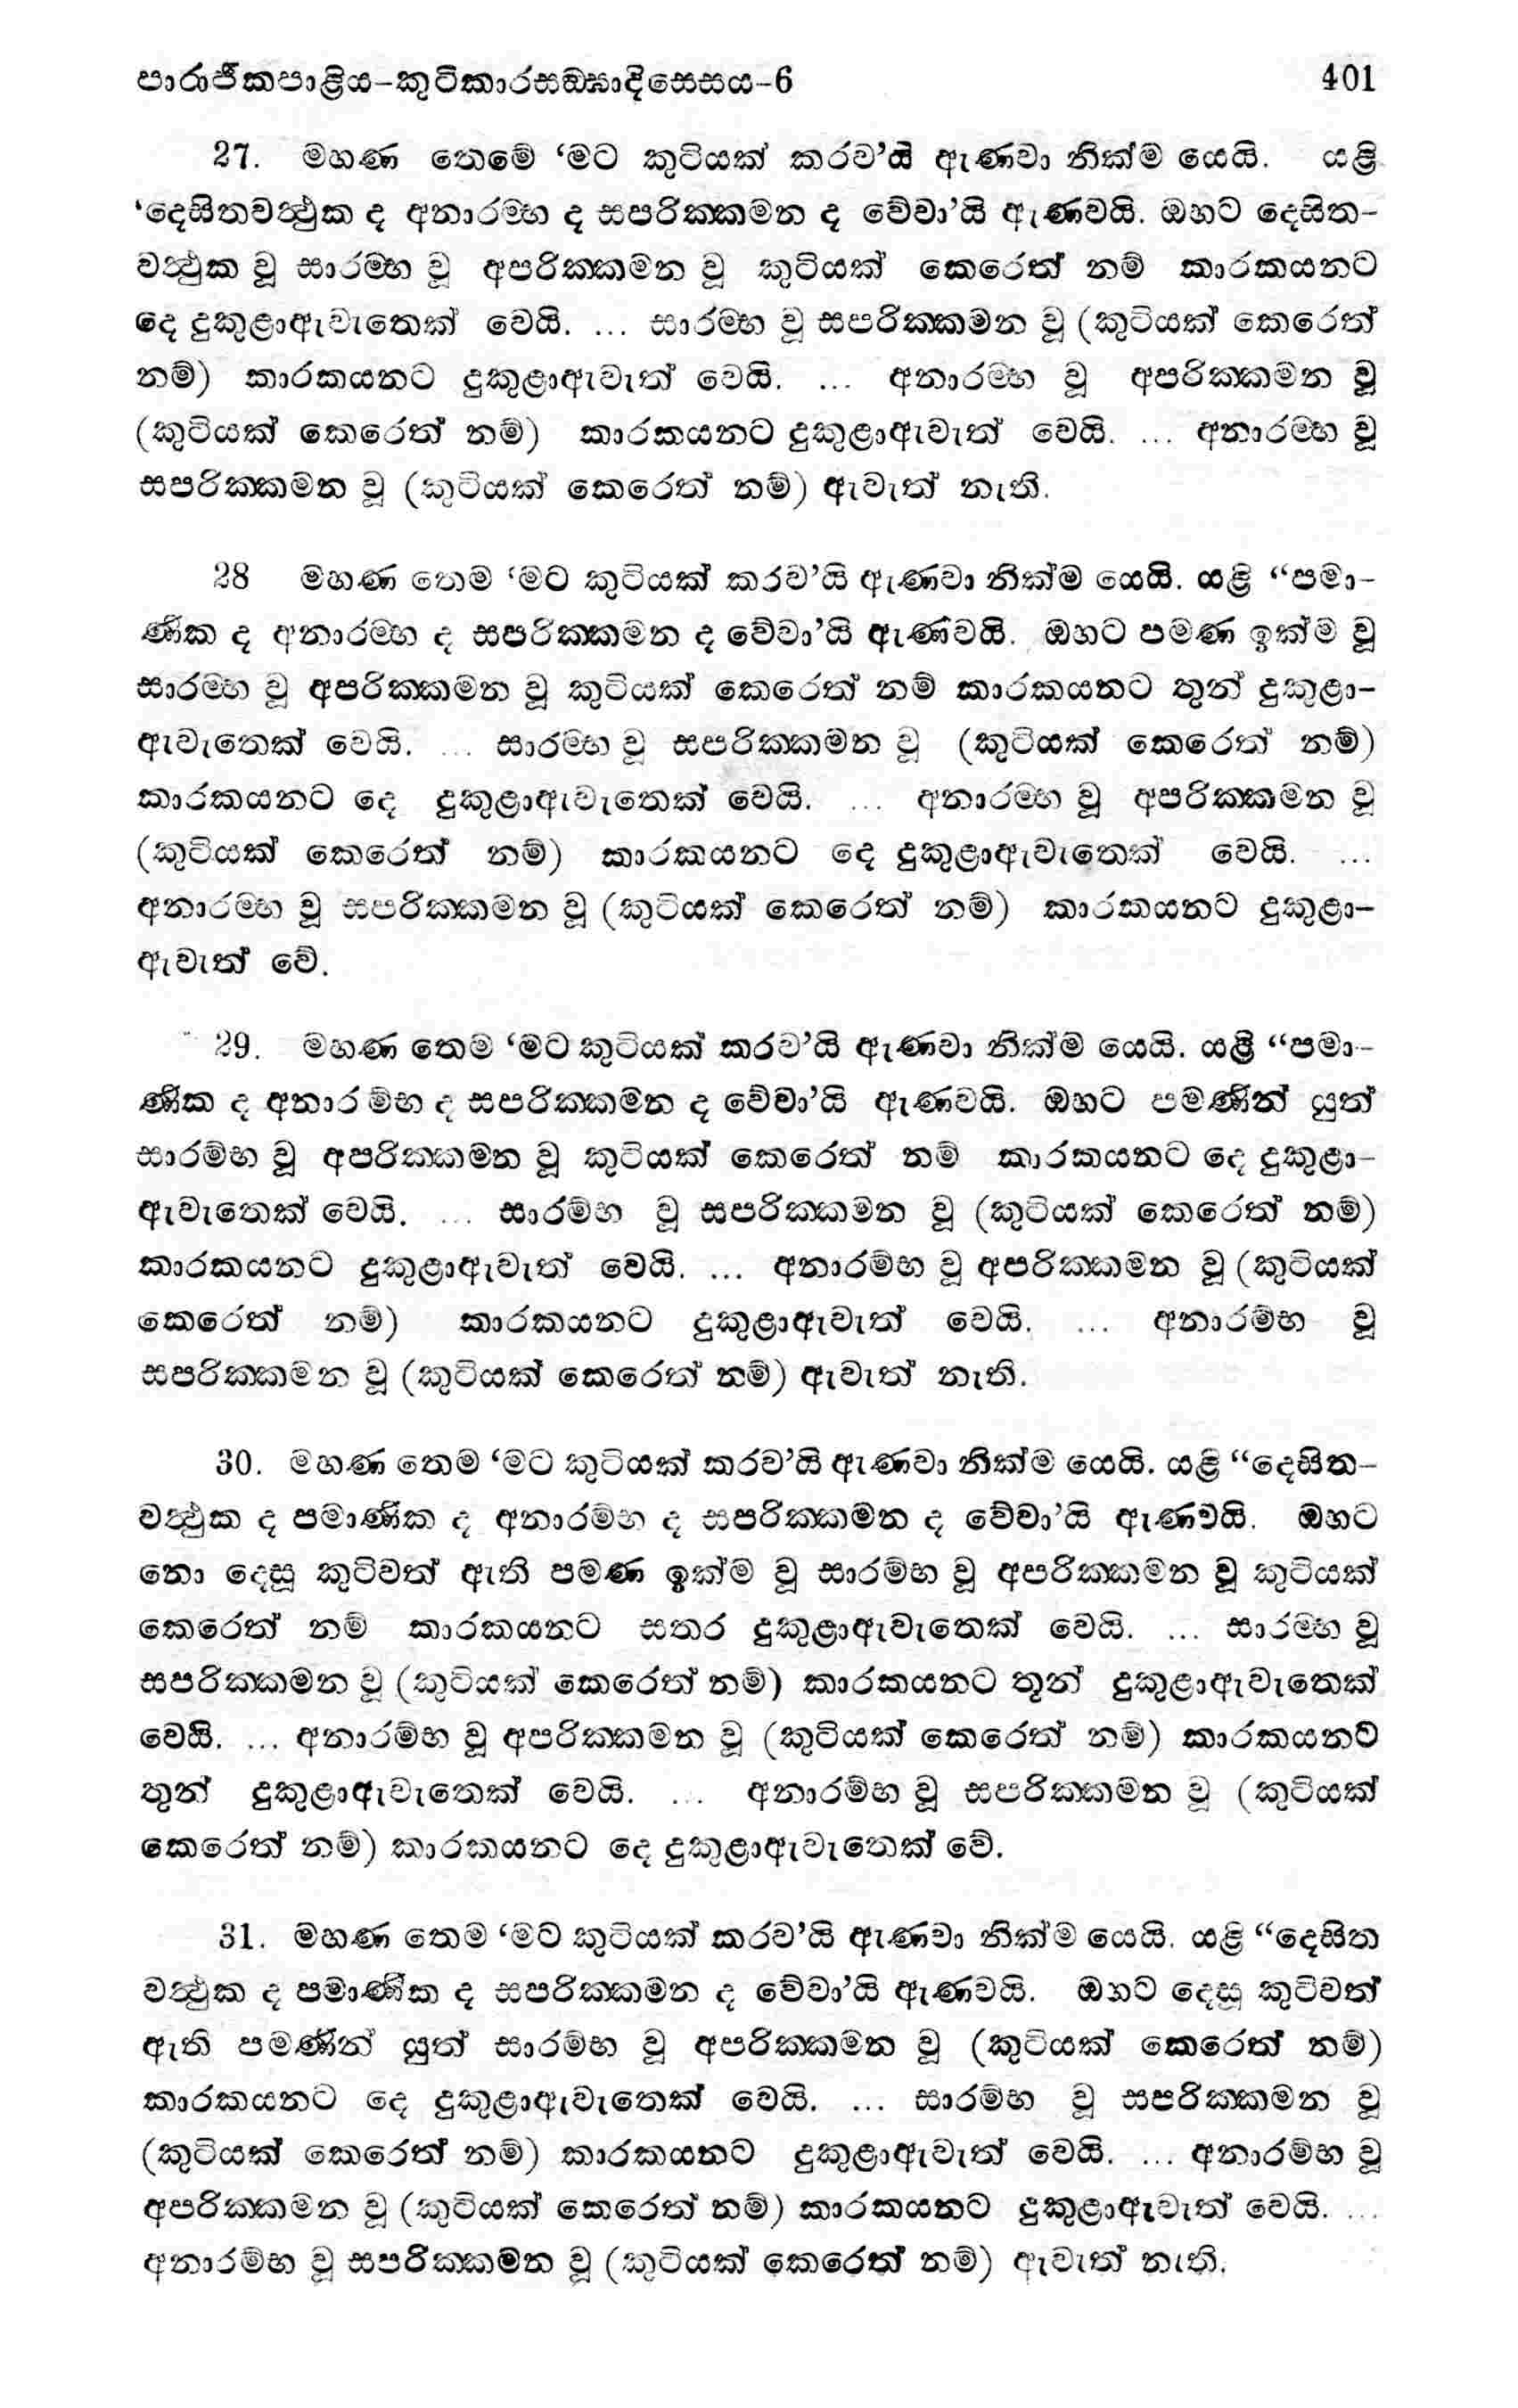 පාරාජිකපාළිය-කුටිකාරසඞ්ඝාදිසෙසය-6 401
27. මහණ තෙමේ ‘මට කුටියක් කරව’යි ඇණවා නික්ම යෙයි. යළි
‘දෙසිතවත්‍ථුක ද අනාරම්භ ද සපරික්කමන ද වේවා’යි ඇණවයි. ඔහට දෙසිත-
වත්‍ථුක වූ සාරම්භ වූ අපරික්කමන වූ කුටියක් කෙරෙත් නම් කාරකයනට
දෙ දුකුළාඇවැතෙක් වෙයි. ... සාරම්භ වූ සපරික්කමන වූ (කුටියක් කෙරෙත්
නම්) කාරකයනට දුකුළාඇවැත් වෙයි. ... අනාරම්භ වූ අපරික්කමන වූ
(කුටියක් කෙරෙත් නම්) කාරකයනට දුකුළාඇවැත් වෙයි. ... අනාරම්භ වූ
සපරික්කමන වූ (කුටියක් කෙරෙත් නම්) ඇවැත් නැති.
28 මහණ තෙම ‘මට කුටියක් කරව’යි ඇණවා නික්ම යෙයි. යළි “පමා-
ණික ද අනාරම්භ ද සපරික්කමන ද වේවා’යි ඇණවයි. ඔහට පමණ ඉක්ම වූ
සාරම්භ වූ අපරික්කමන වූ කුටියක් කෙරෙත් නම් කාරකයනට තුන් දුකුළා-
ඇවැතෙක් වෙයි. ... සාරම්භ වූ සපරික්කමන වූ (කුටියක් කෙරෙත් නම්)
කාරකයනට දෙ දුකුළාඇවැතෙක් වෙයි. ... අනාරම්භ වූ අපරික්කමන වූ
(කුටියක් කෙරෙත් නම්) කාරකයනට දෙ දුකුළාඇවැතෙක් වෙයි. ...
අනාරම්භ වූ සපරික්කමන වූ (කුටියක් කෙරෙත් නම්) කාරකයනට දුකුළා-
ඇවැත් වේ.
29. මහණ තෙම ‘මට කුටියක් කරව’යි ඇණවා නික්ම යෙයි. යළි “පමා-
ණික ද අනාරම්භ ද සපරික්කමන ද වේවා’යි ඇණවයි. ඔහට පමණින් යුත්
සාරම්භ වූ අපරික්කමන වූ කුටියක් කෙරෙත් නම් කාරකයනට දෙ දුකුළා-
ඇවැතෙක් වෙයි. ... සාරම්භ වූ සපරික්කමන වූ (කුටියක් කෙරෙත් නම්)
කාරකයනට දුකුළාඇවැත් වෙයි. ... අනාරම්භ වූ අපරික්කමන වූ (කුටියක්
කෙරෙත් නම්) කාරකයනට දුකුළාඇවැත් වෙයි. ... අනාරම්භ වූ
සපරික්කමන වූ (කුටියක් කෙරෙත් නම්) ඇවැත් නැති.
30. මහණ තෙම ‘මට කුටියක් කරව’යි ඇණවා නික්ම යෙයි. යළි “දෙසිත-
වත්‍ථුක ද පමාණික ද අනාරම්භ ද සපරික්කමන ද වේවා’යි ඇණවයි. ඔහට
නො දෙසූ කුටිවත් ඇති පමණ ඉක්ම වූ සාරම්භ වූ අපරික්කමන වූ කුටියක්
කෙරෙත් නම් කාරකයනට සතර දුකුළාඇවැතෙක් වෙයි. ... සාරම්භ වූ
සපරික්කමන වූ (කුටියක් කෙරෙත් නම්) කාරකයනට තුන් දුකුළාඇවැතෙක්
වෙයි. ... අනාරම්භ වූ අපරික්කමන වූ (කුටියක් කෙරෙත් නම්) කාරකයනට
තුන් දුකුළාඇවැතෙක් වෙයි. ... අනාරම්භ වූ සපරික්කමන වූ (කුටියක්
කෙරෙත් නම්) කාරකයනට දෙ දුකුළාඇවැතෙක් වේ.
31. මහණ තෙම ‘මට කුටියක් කරව’යි ඇණවා නික්ම යෙයි. යළි “දෙසිත
වත්‍ථුක ද පමාණික ද සපරික්කමන ද වේවා’යි ඇණවයි. ඔහට දෙසූ කුටිවත්
ඇති පමණින් යුත් සාරම්භ වූ අපරික්කමන වූ (කුටියක් කෙරෙත් නම්)
කාරකයනට දෙ දුකුළාඇවැතෙක් වෙයි. ... සාරම්භ වූ සපරික්කමන වූ
(කුටියක් කෙරෙත් නම්) කාරකයනට දුකුළාඇවැත් වෙයි. ... අනාරම්භ වූ
අපරික්කමන වූ (කුටියක් කෙරෙත් නම්) කාරකයනට දුකුළාඇවැත් වෙයි. ...
අනාරම්භ වූ සපරික්කමන වූ (කුටියක් කෙරෙත් නම්) ඇවැත් නැති.